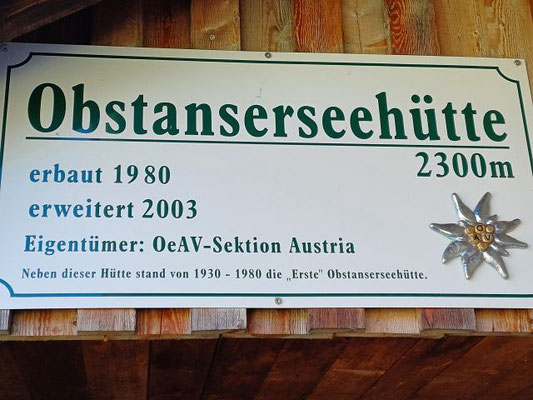 Obstanserseehütte
2300m
erbaut 1980
erweitert 2003
Eigentümer: OeAV-Sektion Austria
Neben dieser Hütte stand von 1930 - 1980 die „Erste" Obstanserseehütte.